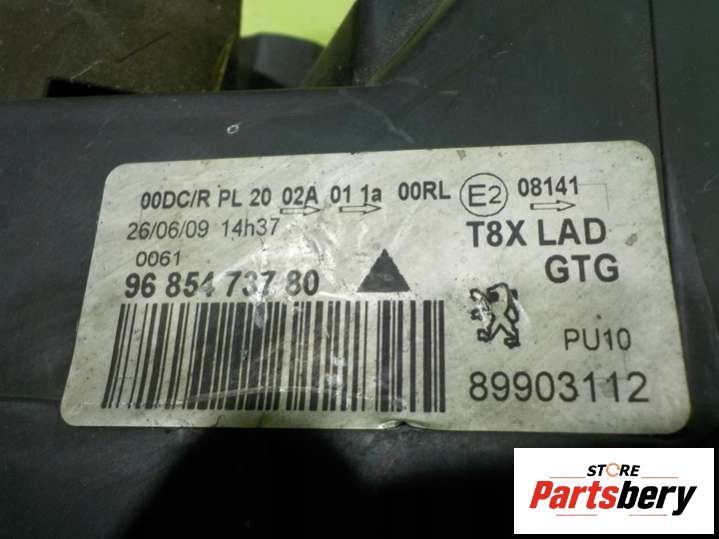 00DC/R PL 20 02A 01 1a 00RL E2 08141
26/06/09 14h37
T8X LAD
0061
GTG
96 854 737 80
PU10
89903112
STORE
Partsbery